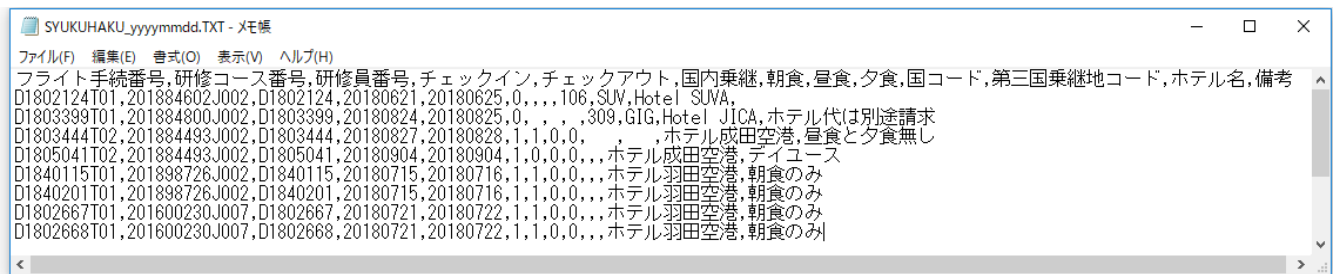 SYUKUHAKU_yyyymmdd.TXT - メモ帳
ファイル(F) 編集(E) 書式(O) 表示(V) ヘルプ(H)
フライト手続番号,研修コース番号,研修員番号,チェックイン,チェックアウト,国内乗継,朝食,昼食,夕食,国コード,第三国乗継地コード,ホテル名,備考
D1802124T01,201884602J002,D1802124,20180621,20180625,0,,,,106,SUV,Hotel SUVA,
D1803399T01,201884800J002,D1803399,20180824,20180825,0, , , ,309,GIG,Hotel JICA,ホテル代は別途請求
D1803444T02,201884493J002,D1803444,20180827,20180828,1,1,0,0, , ,ホテル成田空港,昼食と夕食無し
D1805041T02,201884493J002,D1805041,20180904,20180904,1,0,0,0,,,ホテル成田空港,デイユース
D1840115T01,201898726J002,D1840115,20180715,20180716,1,1,0,0,,,ホテル羽田空港,朝食のみ
D1840201T01,201898726J002,D1840201,20180715,20180716,1,1,0,0,,,ホテル羽田空港,朝食のみ
D1802667T01,201600230J007,D1802667,20180721,20180722,1,1,0,0,,,ホテル羽田空港,朝食のみ
D1802668T01,201600230J007,D1802668,20180721,20180722,1,1,0,0,,,ホテル羽田空港,朝食のみ